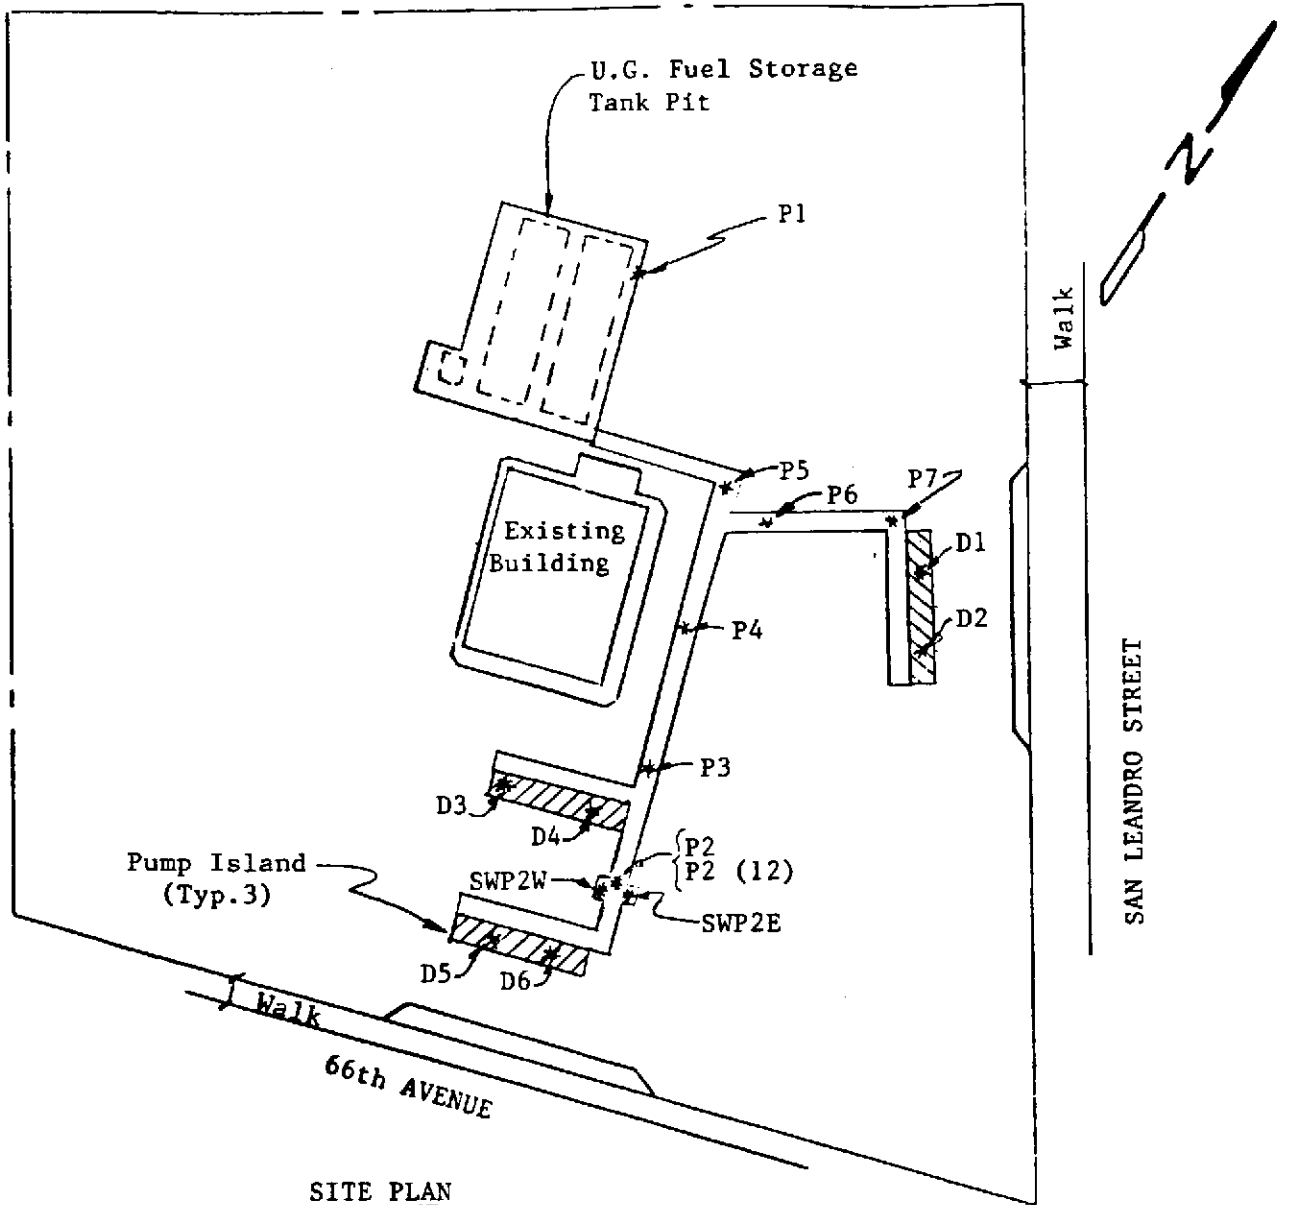 U.G. Fuel Storage
Tank Pit
N
P1
Walk
P5
P6
P7
Existing
Building
D1
D2
P4
SAN LEANDRO STREET
P3
D3
D4
P2
P2 (12)
Pump Island
(Typ.3)
SWP2W
SWP2E
D5
D6
Walk
66th AVENUE
SITE PLAN